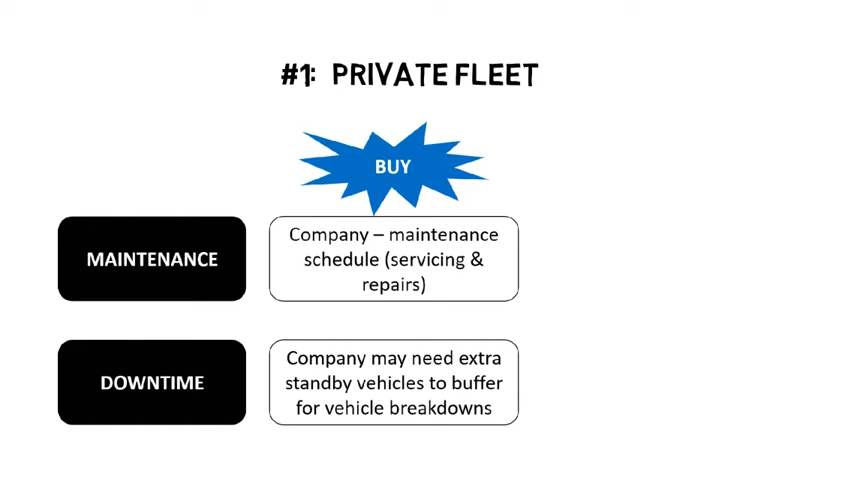 #1: PRIVATE FLEET
BUY
MAINTENANCE
Company – maintenance
schedule (servicing &
repairs)
DOWNTIME
Company may need extra
standby vehicles to buffer
for vehicle breakdowns